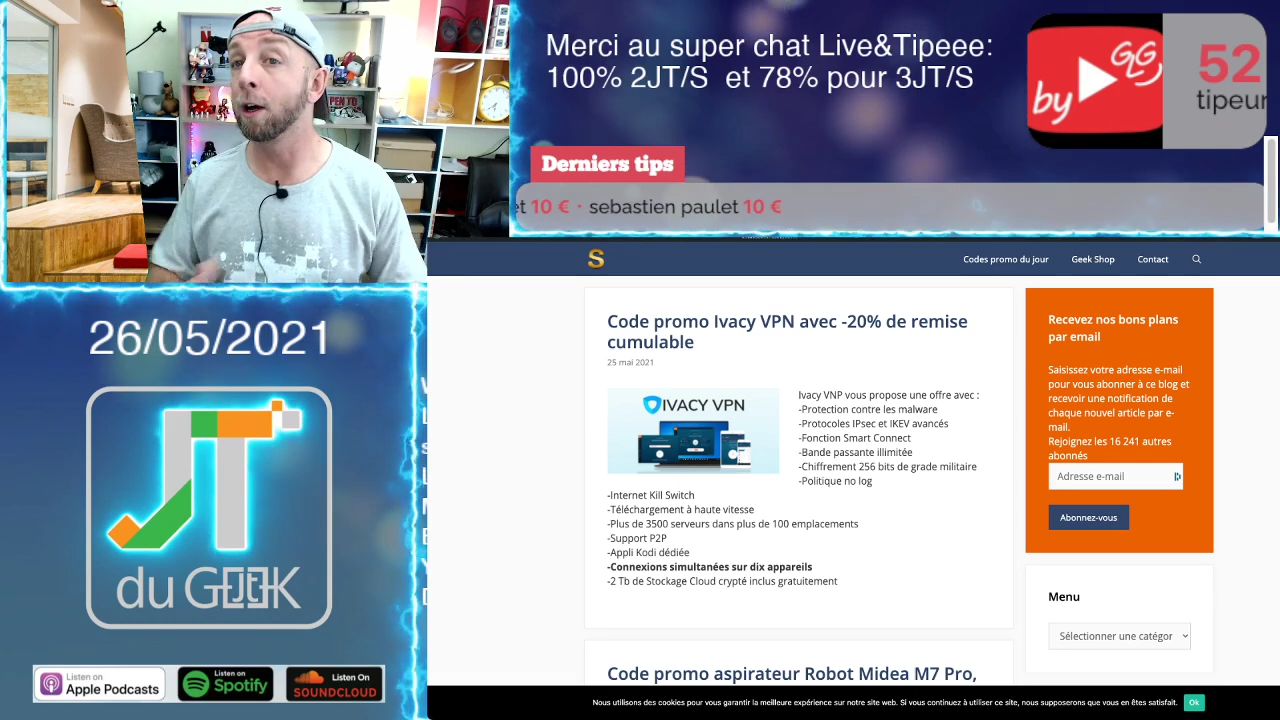 Merci au super chat Live&Tipeee:
100% 2JT/S et 78% pour 3JT/S
by GLG
52
tipeur
Derniers tips
et 10 € · sebastien paulet 10 €
OPEN TO
S
Codes promo du jour
Geek Shop
Contact
26/05/2021
JT
du GEEK
Listen on
Apple Podcasts
Listen on
Spotify
Listen On
SOUNDCLOUD
Code promo Ivacy VPN avec -20% de remise
cumulable
25 mai 2021
IVACY VPN
Ivacy VNP vous propose une offre avec :
-Protection contre les malware
-Protocoles IPsec et IKEV avancés
-Fonction Smart Connect
-Bande passante illimitée
-Chiffrement 256 bits de grade militaire
-Politique no log
-Internet Kill Switch
-Téléchargement à haute vitesse
-Plus de 3500 serveurs dans plus de 100 emplacements
-Support P2P
-Appli Kodi dédiée
-Connexions simultanées sur dix appareils
-2 Tb de Stockage Cloud crypté inclus gratuitement
Code promo aspirateur Robot Midea M7 Pro,
Recevez nos bons plans
par email
Saisissez votre adresse e-mail
pour vous abonner à ce blog et
recevoir une notification de
chaque nouvel article par e-
mail.
Rejoignez les 16 241 autres
abonnés
Adresse e-mail
Abonnez-vous
Menu
Sélectionner une catégor
Nous utilisons des cookies pour vous garantir la meilleure expérience sur notre site web. Si vous continuez à utiliser ce site, nous supposerons que vous en êtes satisfait.
Ok